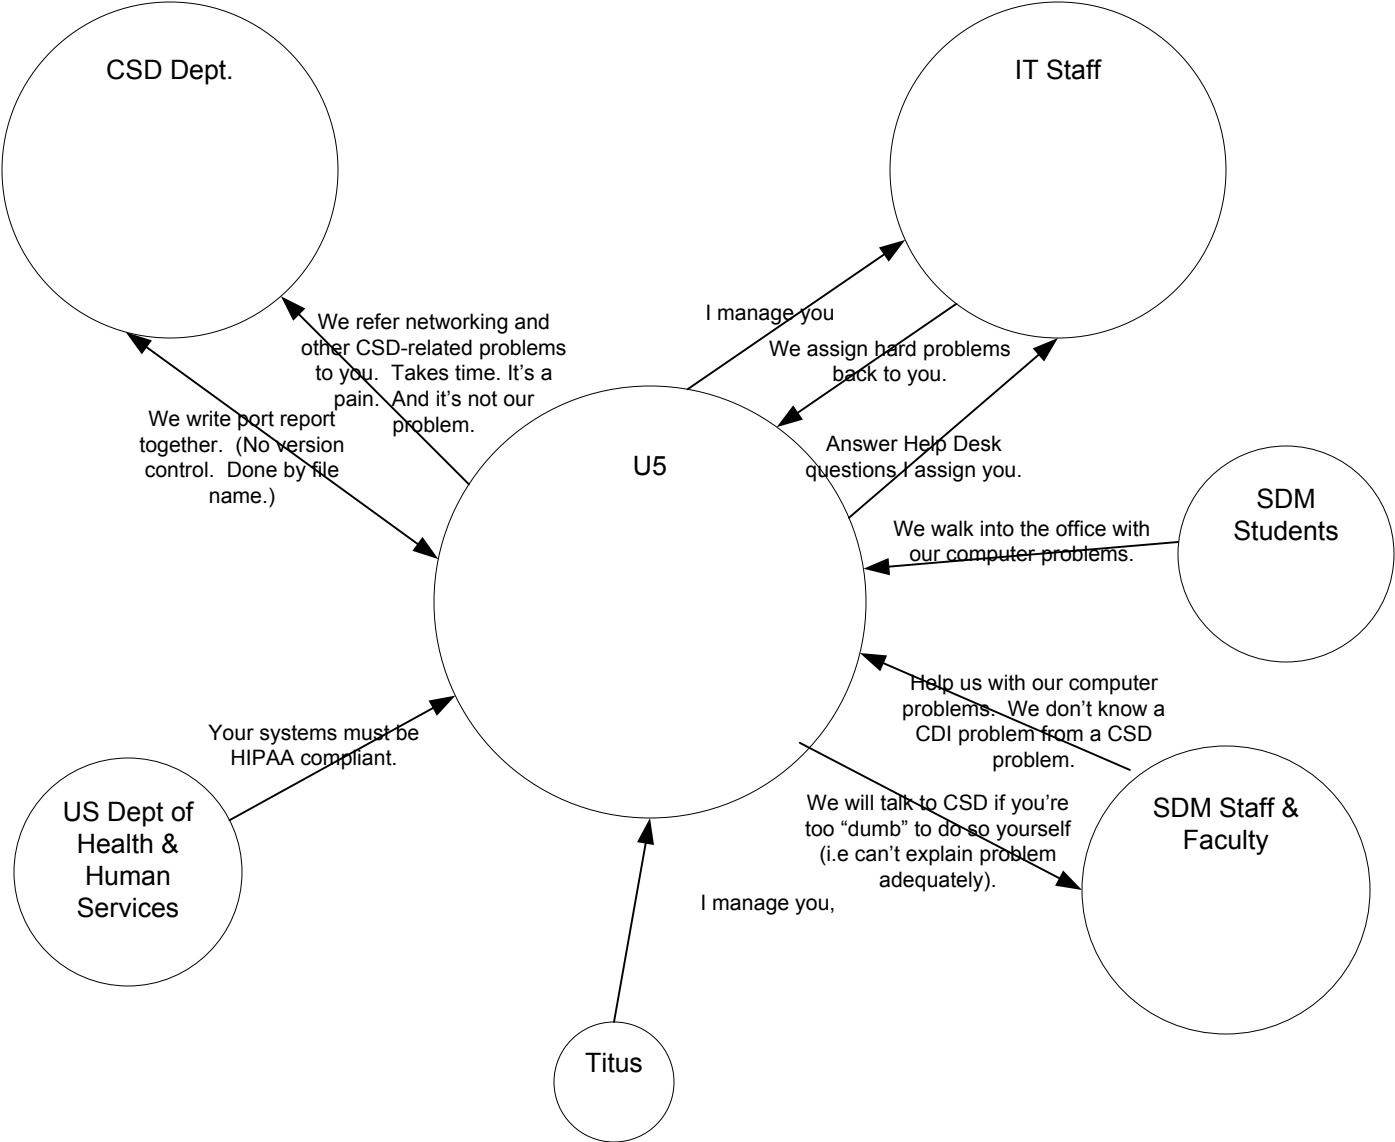 CSD Dept.
IT Staff
I manage you
We refer networking and
other CSD-related problems
to you.  Takes time. It's a
pain.  And it's not our
problem.
We assign hard problems
back to you.
We write port report
together.  (No version
control.  Done by file
name.)
Answer Help Desk
questions I assign you.
U5
SDM
Students
We walk into the office with
our computer problems.
Help us with our computer
problems.  We don't know a
CDI problem from a CSD
problem.
Your systems must be
HIPAA compliant.
US Dept of
Health &
Human
Services
We will talk to CSD if you're
too “dumb” to do so yourself
(i.e can't explain problem
adequately).
SDM Staff &
Faculty
I manage you,
Titus